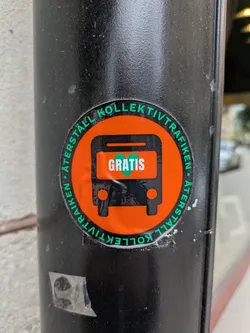 ÅTERSTÄLL KOLLEKTIVTRAFIKEN • ÅTERSTÄLL KOLLEKTIVTRAFIKEN •
GRATIS